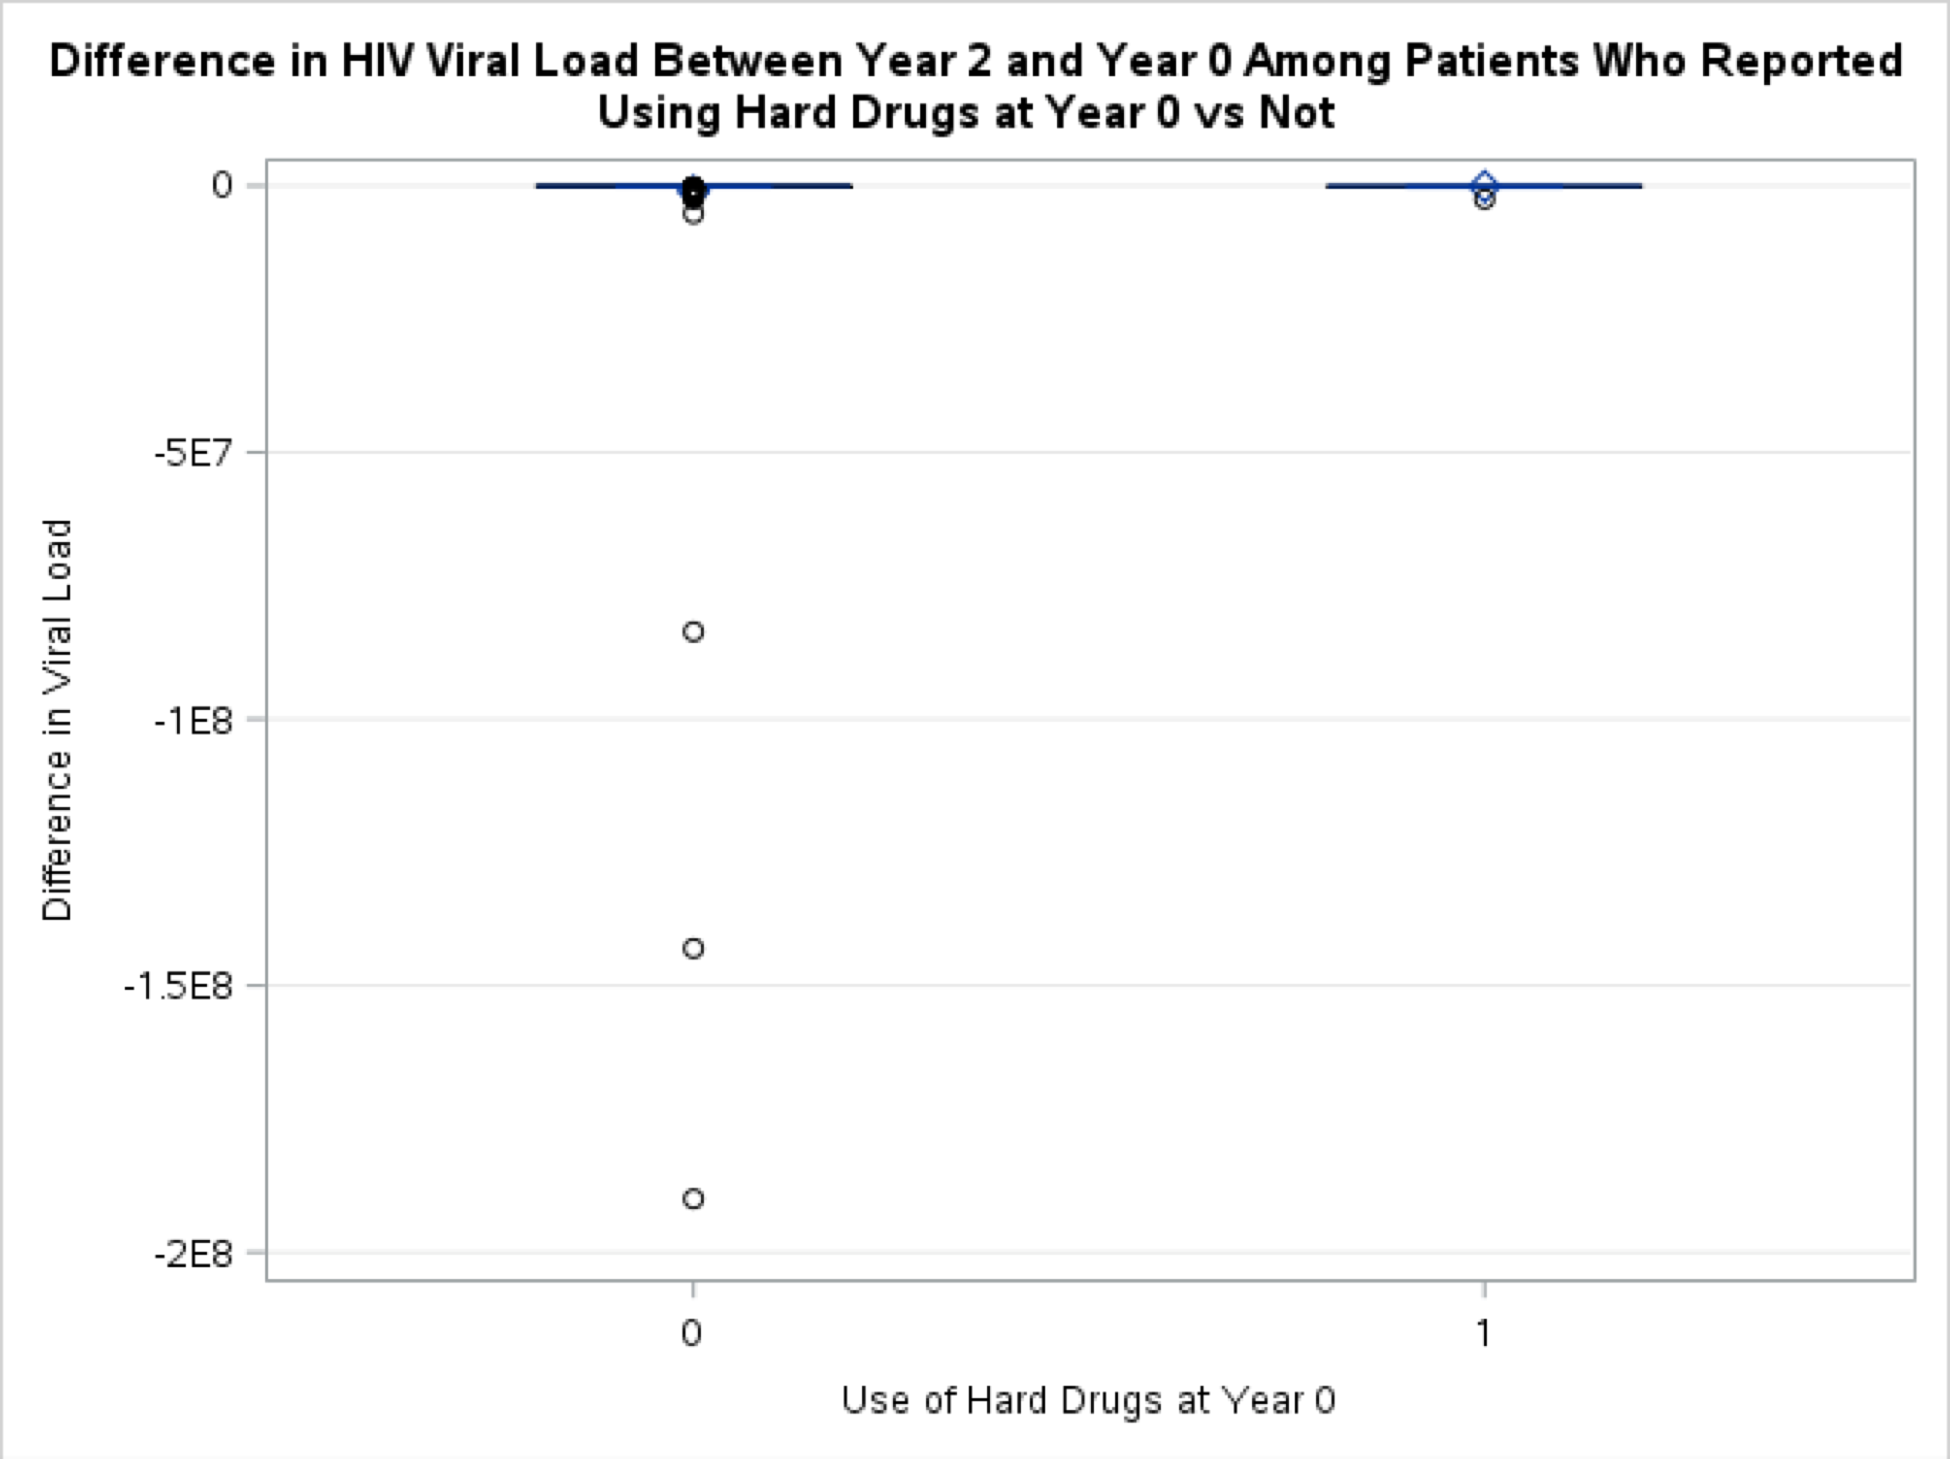 Difference in HIV Viral Load Between Year 2 and Year 0 Among Patients Who Reported
Using Hard Drugs at Year 0 vs Not
0
-5E7
-1E8
-1.5E8
-2E8
Difference in Viral Load
0
1
Use of Hard Drugs at Year 0